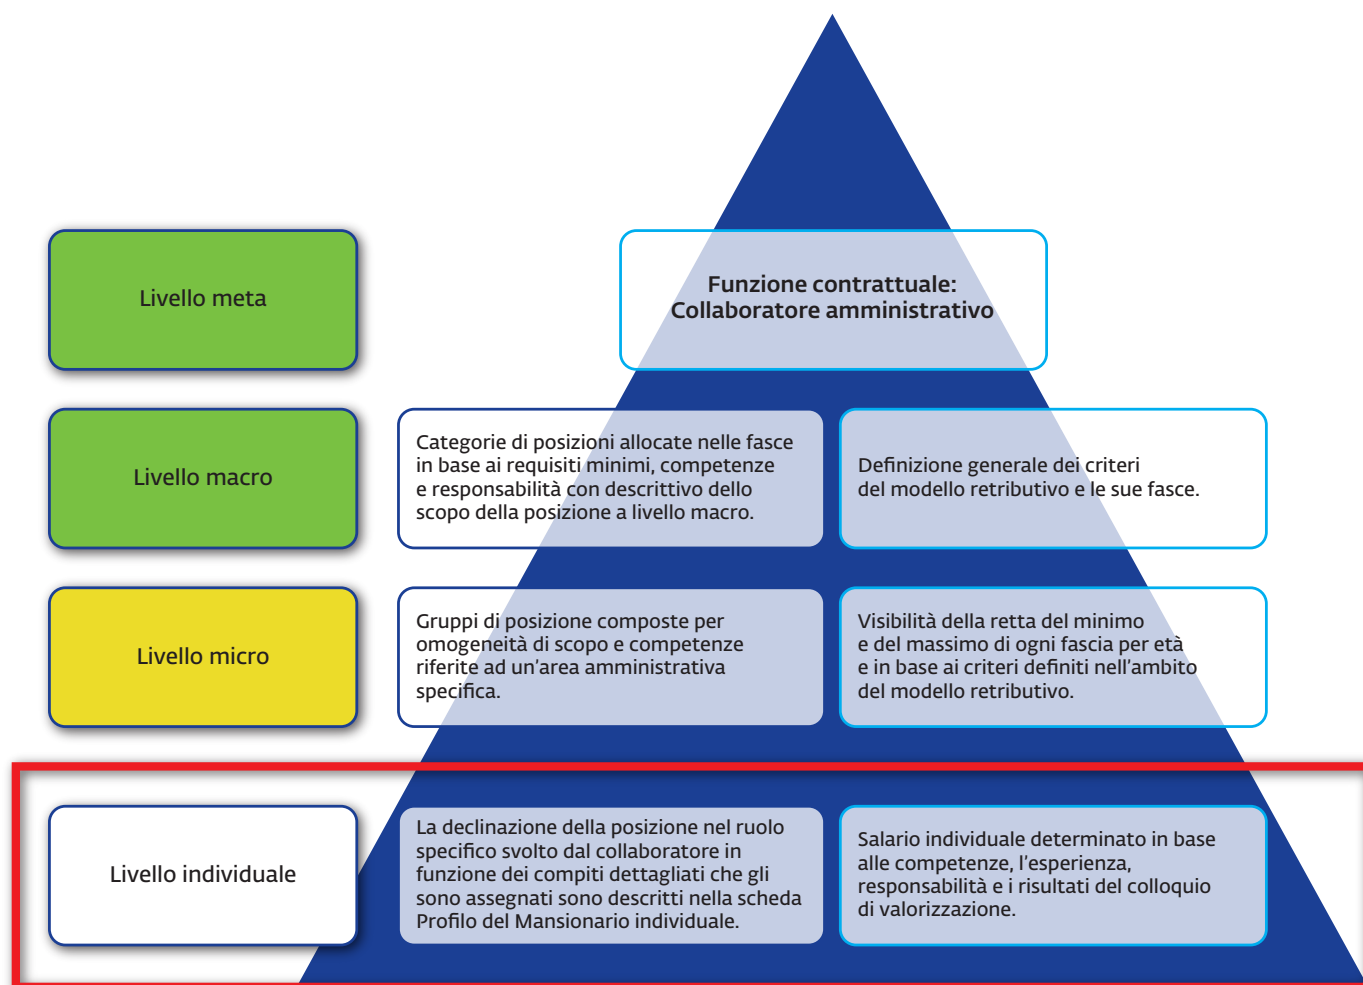 Livello meta
Funzione contrattuale:
Collaboratore amministrativo
Livello macro
Categorie di posizioni allocate nelle fasce
in base ai requisiti minimi, competenze
e responsabilità con descrittivo dello
scopo della posizione a livello macro.
Definizione generale dei criteri
del modello retributivo e le sue fasce.
Livello micro
Gruppi di posizione composte per
omogeneità di scopo e competenze
riferite ad un'area amministrativa
specifica.
Visibilità della retta del minimo
e del massimo di ogni fascia per età
e in base ai criteri definiti nell'ambito
del modello retributivo.
Livello individuale
La declinazione della posizione nel ruolo
specifico svolto dal collaboratore in
funzione dei compiti dettagliati che gli
sono assegnati sono descritti nella scheda
Profilo del Mansionario individuale.
Salario individuale determinato in base
alle competenze, l'esperienza,
responsabilità e i risultati del colloquio
di valorizzazione.